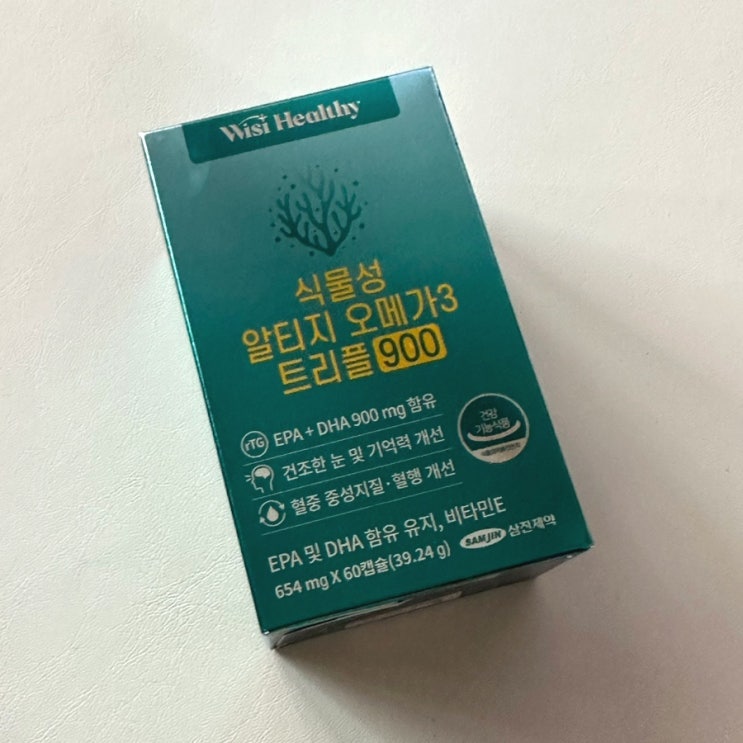 Wisi Healthy
식물성
알티지 오메가3
트리플 900
rTG EPA + DHA 900 mg 함유
건조한 눈 및 기억력 개선
혈중 중성지질·혈행 개선
건강
기능식품
EPA 및 DHA 함유 유지, 비타민E
654 mg X 60캡슐(39.24 g)
SAMJIN 삼진제약